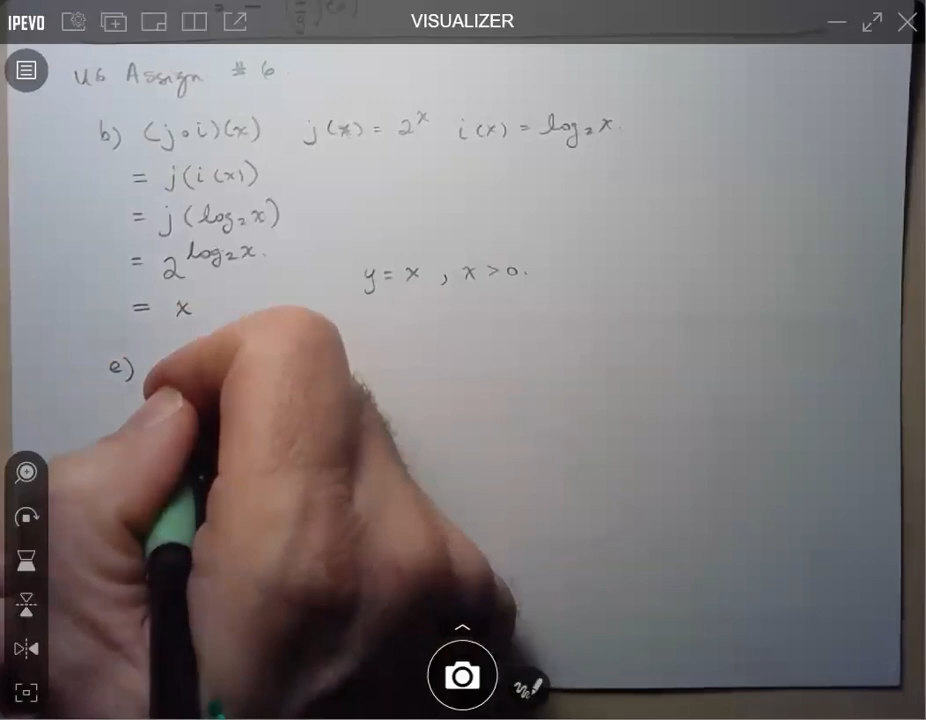 IPEVO
VISUALIZER
U6 Assign # 6
b) (j∘i)(x) j(x) = 2^x i(x) = log₂x.
= j(i(x))
= j(log₂x)
= 2^log₂x.
y = x , x > 0.
= x
e)